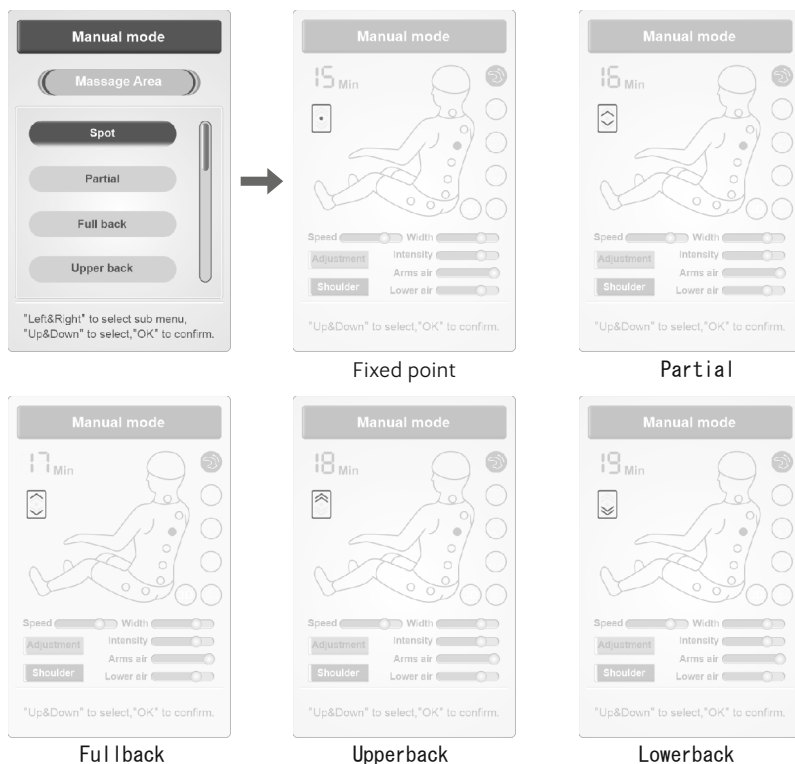 Manual mode
Massage Area
Spot
Partial
Full back
Upper back
"Left&Right" to select sub menu,
"Up&Down" to select,"OK" to confirm.
Manual mode
15 Min
Speed Width
Adjustment Intensity
Arms air
Shoulder Lower air
"Up&Down" to select,"OK" to confirm.
Fixed point
Manual mode
16 Min
Speed Width
Adjustment Intensity
Arms air
Shoulder Lower air
"Up&Down" to select,"OK" to confirm.
Partial
Manual mode
17 Min
Speed Width
Adjustment Intensity
Arms air
Shoulder Lower air
"Up&Down" to select,"OK" to confirm.
Fullback
Manual mode
18 Min
Speed Width
Adjustment Intensity
Arms air
Shoulder Lower air
"Up&Down" to select,"OK" to confirm.
Upperback
Manual mode
19 Min
Speed Width
Adjustment Intensity
Arms air
Shoulder Lower air
"Up&Down" to select,"OK" to confirm.
Lowerback